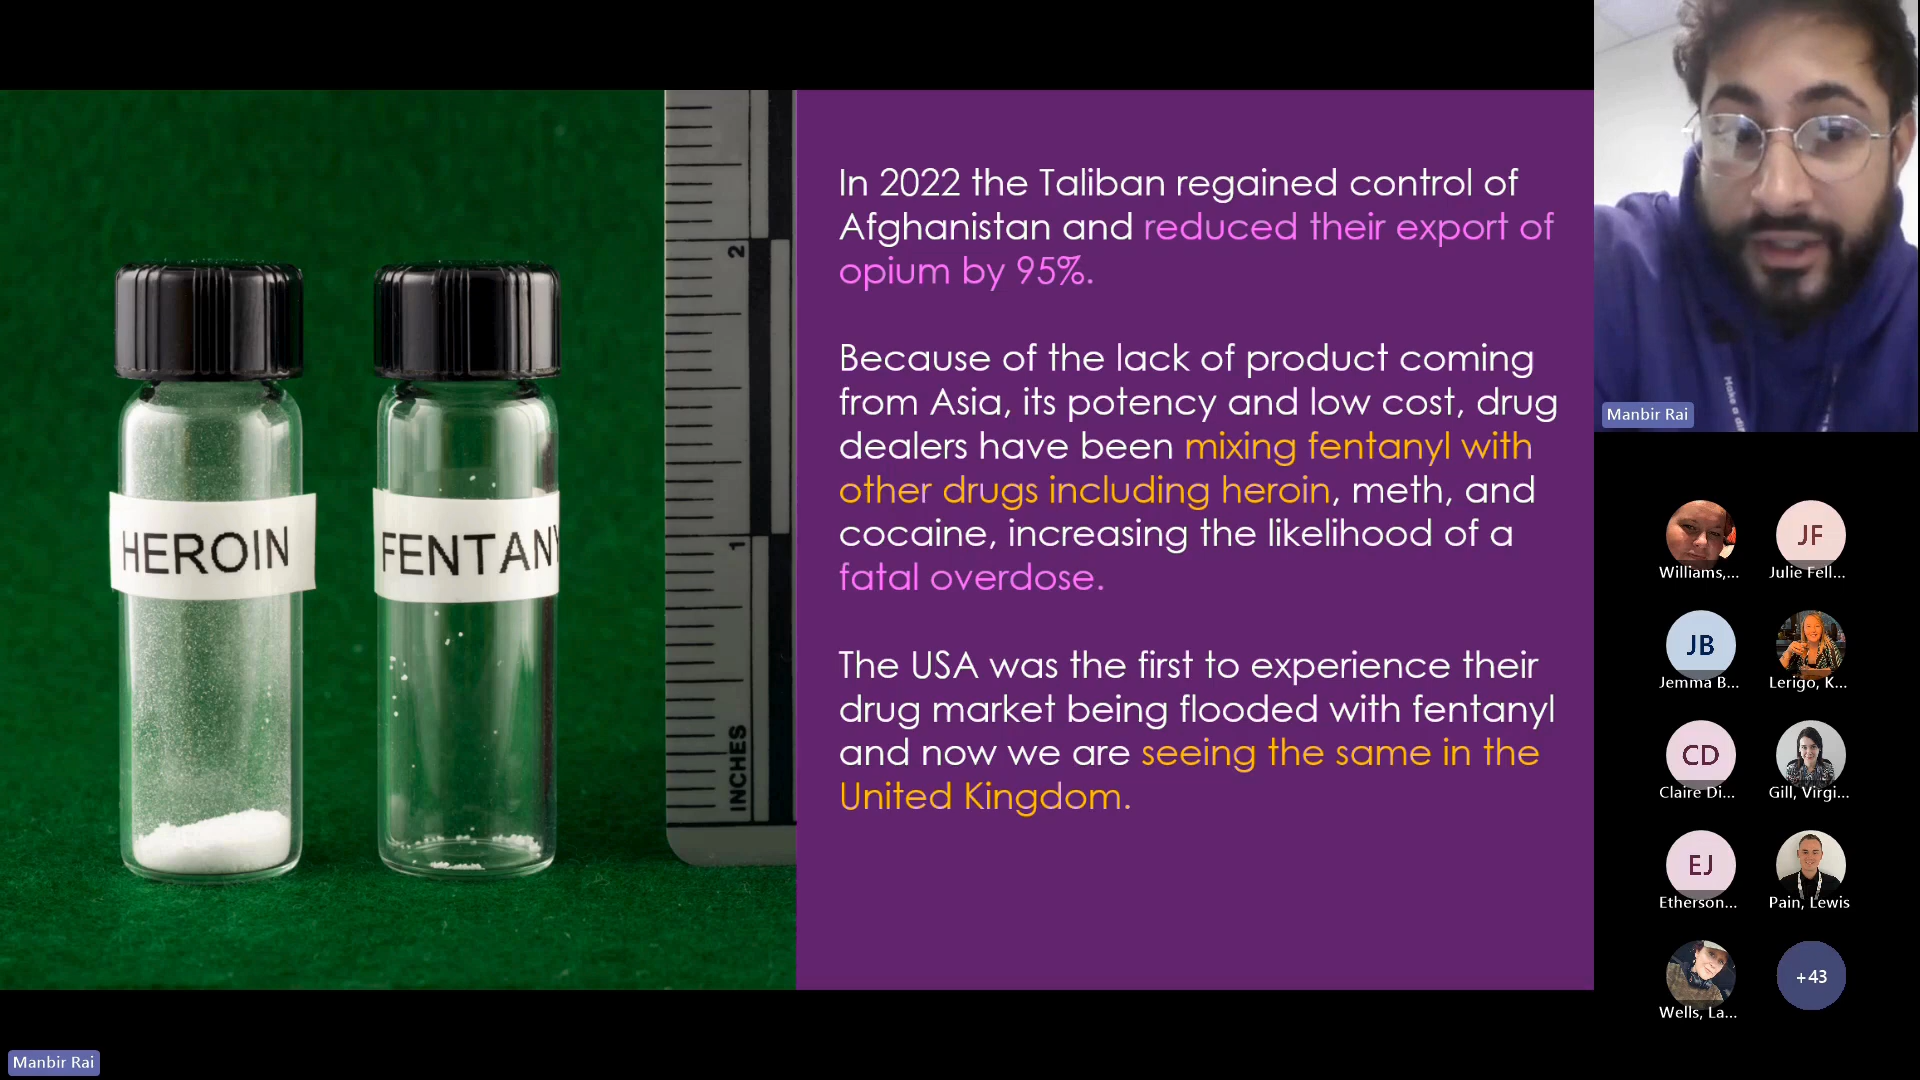 In 2022 the Taliban regained control of
Afghanistan and reduced their export of
opium by 95%.
Because of the lack of product coming
from Asia, its potency and low cost, drug
dealers have been mixing fentanyl with
other drugs including heroin, meth, and
cocaine, increasing the likelihood of a
fatal overdose.
The USA was the first to experience their
drug market being flooded with fentanyl
and now we are seeing the same in the
United Kingdom.
HEROIN
FENTANY
2
1
INCHES
Manbir Rai
Williams,...
JF
Julie Fell...
JB
Jemma B...
Lerigo, K...
CD
Claire Di...
Gill, Virgi...
EJ
Etherson...
Pain, Lewis
Wells, La...
+43
Manbir Rai